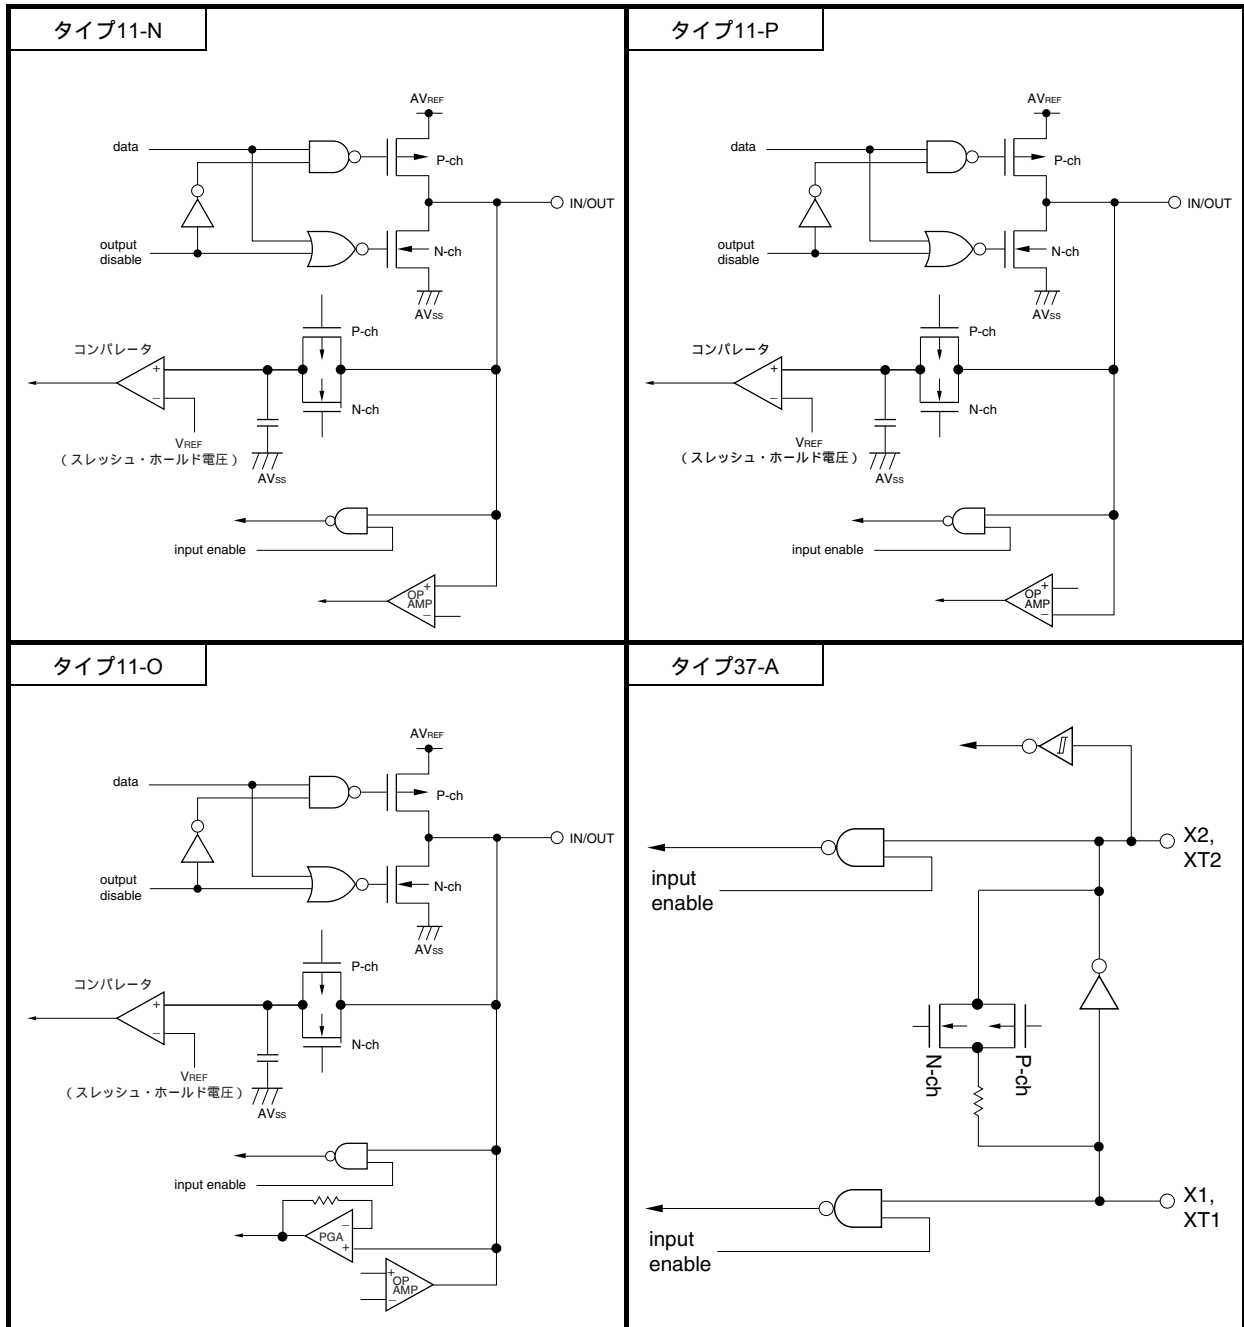 タイプ11-N
AVREF
data
P-ch
IN/OUT
output
disable
N-ch
AVSS
P-ch
コンパレータ
+
−
N-ch
VREF
（スレッシュ・ホールド電圧）
AVSS
input enable
+
OP
AMP
−
タイプ11-P
AVREF
data
P-ch
IN/OUT
output
disable
N-ch
AVSS
P-ch
コンパレータ
+
−
N-ch
VREF
（スレッシュ・ホールド電圧）
AVSS
input enable
+
OP
AMP
−
タイプ11-O
AVREF
data
P-ch
IN/OUT
output
disable
N-ch
AVSS
P-ch
コンパレータ
+
−
N-ch
VREF
（スレッシュ・ホールド電圧）
AVSS
input enable
−
PGA
+
+
OP
AMP
−
タイプ37-A
X2,
XT2
input
enable
N-ch
P-ch
X1,
XT1
input
enable